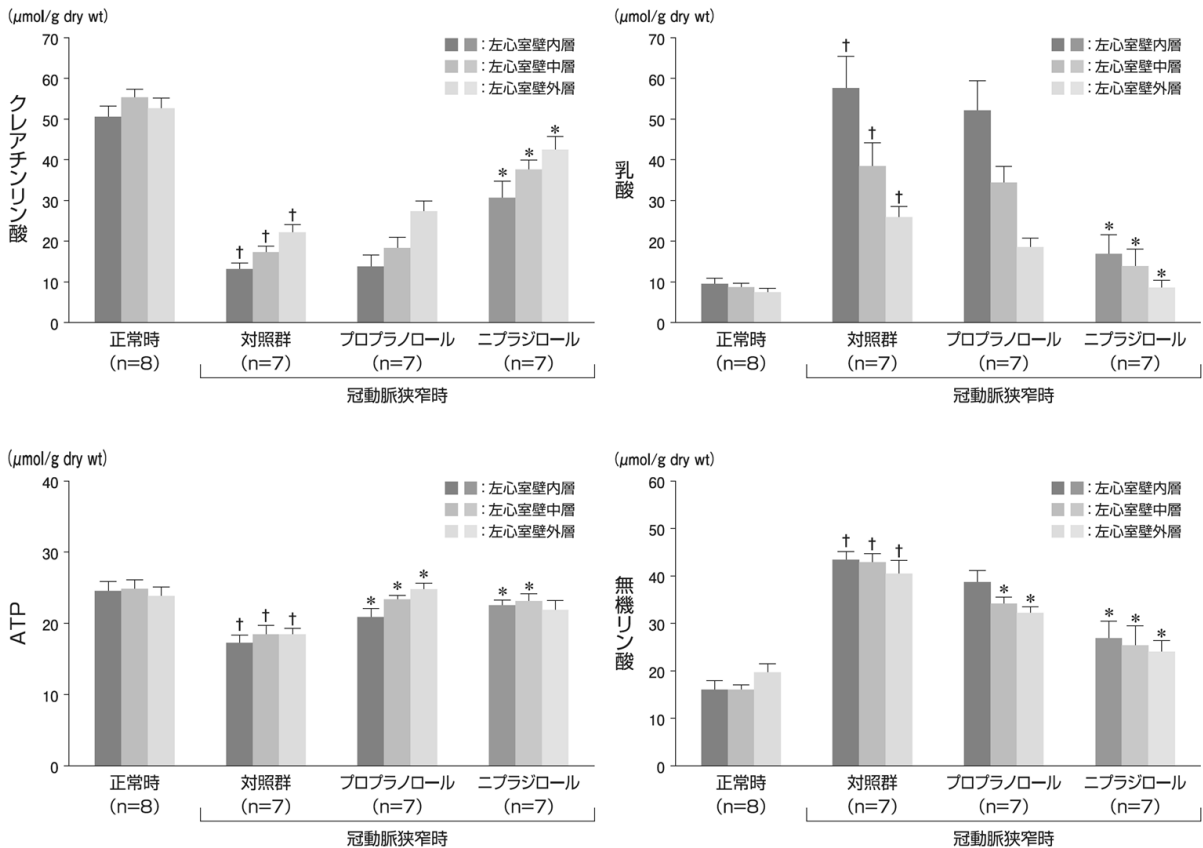 (μmol/g dry wt)
クレアチンリン酸
70
60
50
40
30
20
10
0
：左心室壁内層
：左心室壁中層
：左心室壁外層
†
†
†
*
*
*
正常時
(n=8)
対照群
(n=7)
プロプラノロール
(n=7)
ニプラジロール
(n=7)
冠動脈狭窄時
(μmol/g dry wt)
乳酸
70
60
50
40
30
20
10
0
：左心室壁内層
：左心室壁中層
：左心室壁外層
†
†
†
*
*
*
正常時
(n=8)
対照群
(n=7)
プロプラノロール
(n=7)
ニプラジロール
(n=7)
冠動脈狭窄時
(μmol/g dry wt)
ATP
40
30
20
10
0
：左心室壁内層
：左心室壁中層
：左心室壁外層
†
†
†
*
*
*
*
*
正常時
(n=8)
対照群
(n=7)
プロプラノロール
(n=7)
ニプラジロール
(n=7)
冠動脈狭窄時
(μmol/g dry wt)
無機リン酸
60
50
40
30
20
10
0
：左心室壁内層
：左心室壁中層
：左心室壁外層
†
†
†
*
*
*
*
*
正常時
(n=8)
対照群
(n=7)
プロプラノロール
(n=7)
ニプラジロール
(n=7)
冠動脈狭窄時